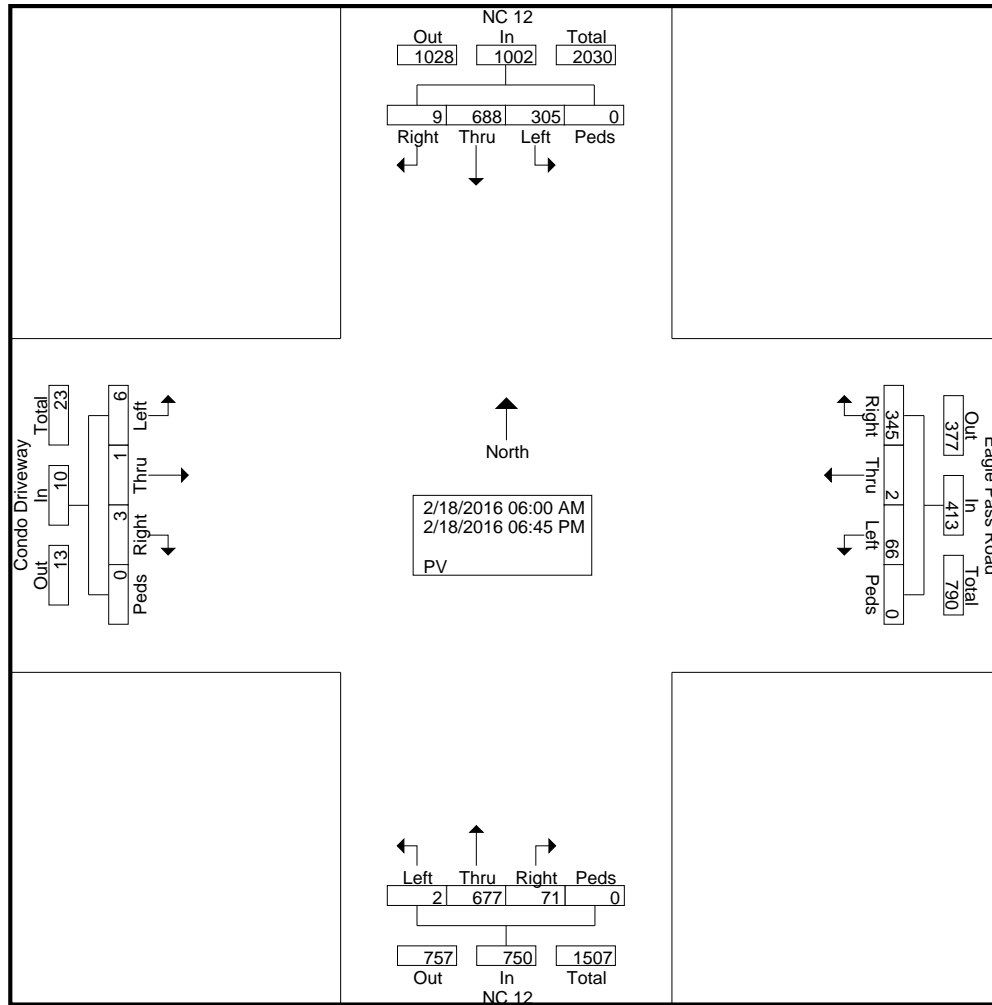 NC 12
Out In Total
1028 1002 2030
9 688 305 0
Right Thru Left Peds
Condo Driveway
Out In Total
13 10 23
6 1 3 0
Left Thru Right Peds
North
2/18/2016 06:00 AM
2/18/2016 06:45 PM
PV
Right Thru Left Peds
345 2 66 0
Out In Total
377 413 790
Eagle Pass Road
Left Thru Right Peds
2 677 71 0
757 750 1507
Out In Total
NC 12